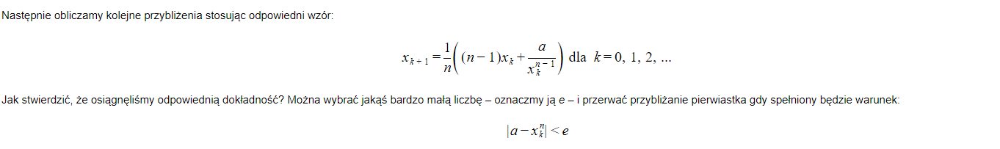 Następnie obliczamy kolejne przybliżenia stosując odpowiedni wzór:
x_{k+1} = \frac{1}{n}\left((n-1)x_k + \frac{a}{x_k^{n-1}}\right) dla k=0, 1, 2, ...
Jak stwierdzić, że osiągnęliśmy odpowiednią dokładność? Można wybrać jakąś bardzo małą liczbę – oznaczmy ją e – i przerwać przybliżanie pierwiastka gdy spełniony będzie warunek:
|a-x_k^n|<e